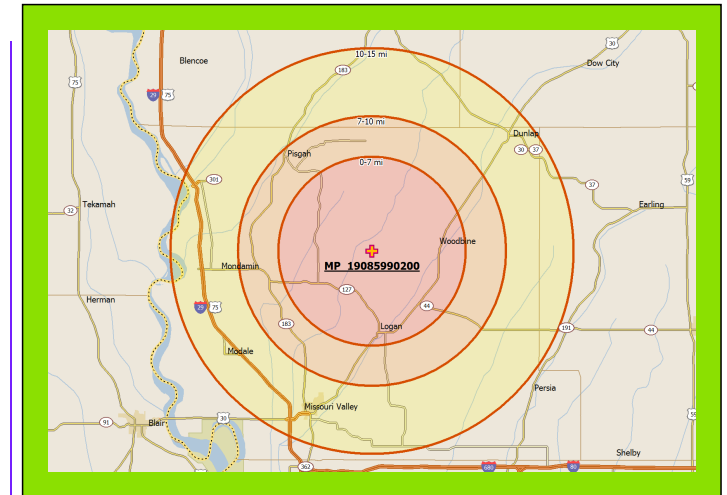 10-15 mi
Blencoe
30
Dow City
183
75
29
75
7-10 mi
Dunlap
0-7 mi
30
37
Pisgah
301
59
37
Tekamah
32
Earling
Woodbine
MP_19085990200
Mondamin
127
Herman
29
75
44
183
Logan
191
44
Modale
Persia
Missouri Valley
59
91
30
Blair
Shelby
362
680
80